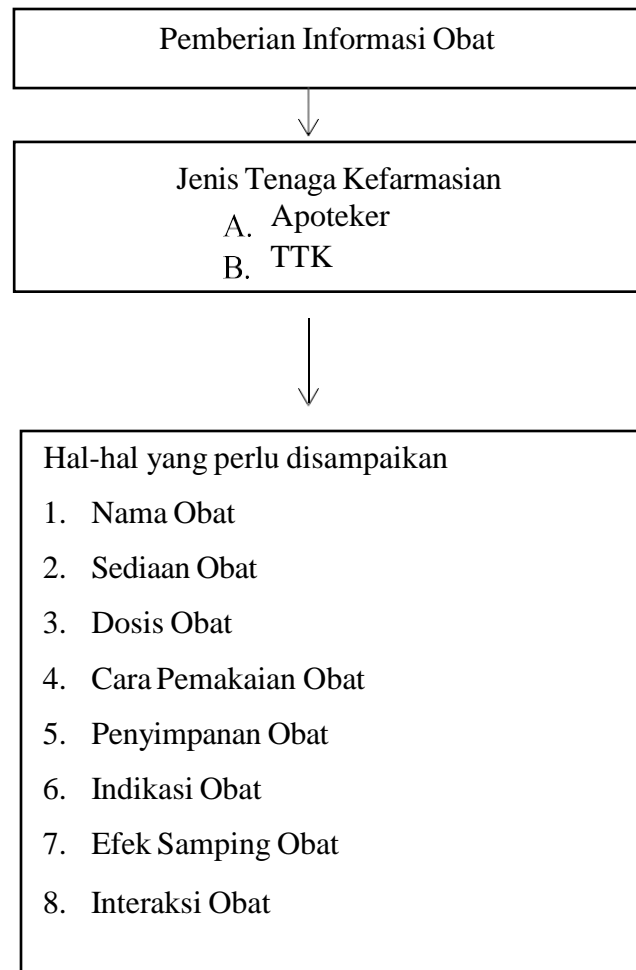 Pemberian Informasi Obat
Jenis Tenaga Kefarmasian
A. Apoteker
B. TTK
Hal-hal yang perlu disampaikan
1. Nama Obat
2. Sediaan Obat
3. Dosis Obat
4. Cara Pemakaian Obat
5. Penyimpanan Obat
6. Indikasi Obat
7. Efek Samping Obat
8. Interaksi Obat